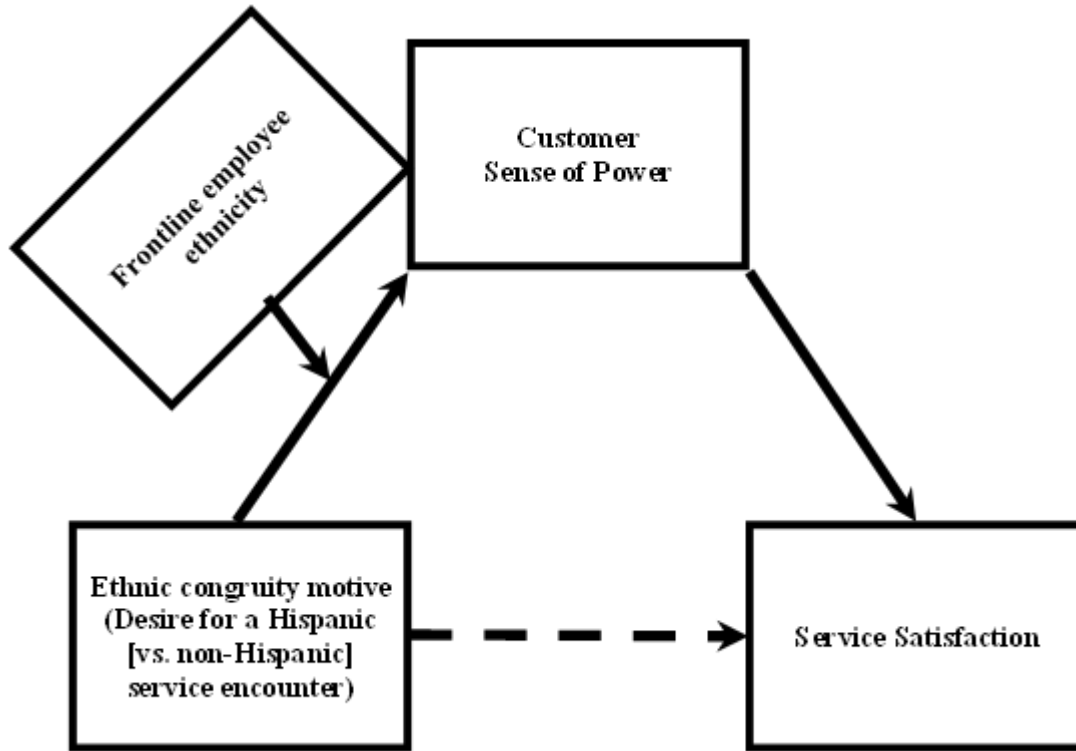 Frontline employee
ethnicity
Customer
Sense of Power
Ethnic congruity motive
(Desire for a Hispanic
[vs. non-Hispanic]
service encounter)
Service Satisfaction